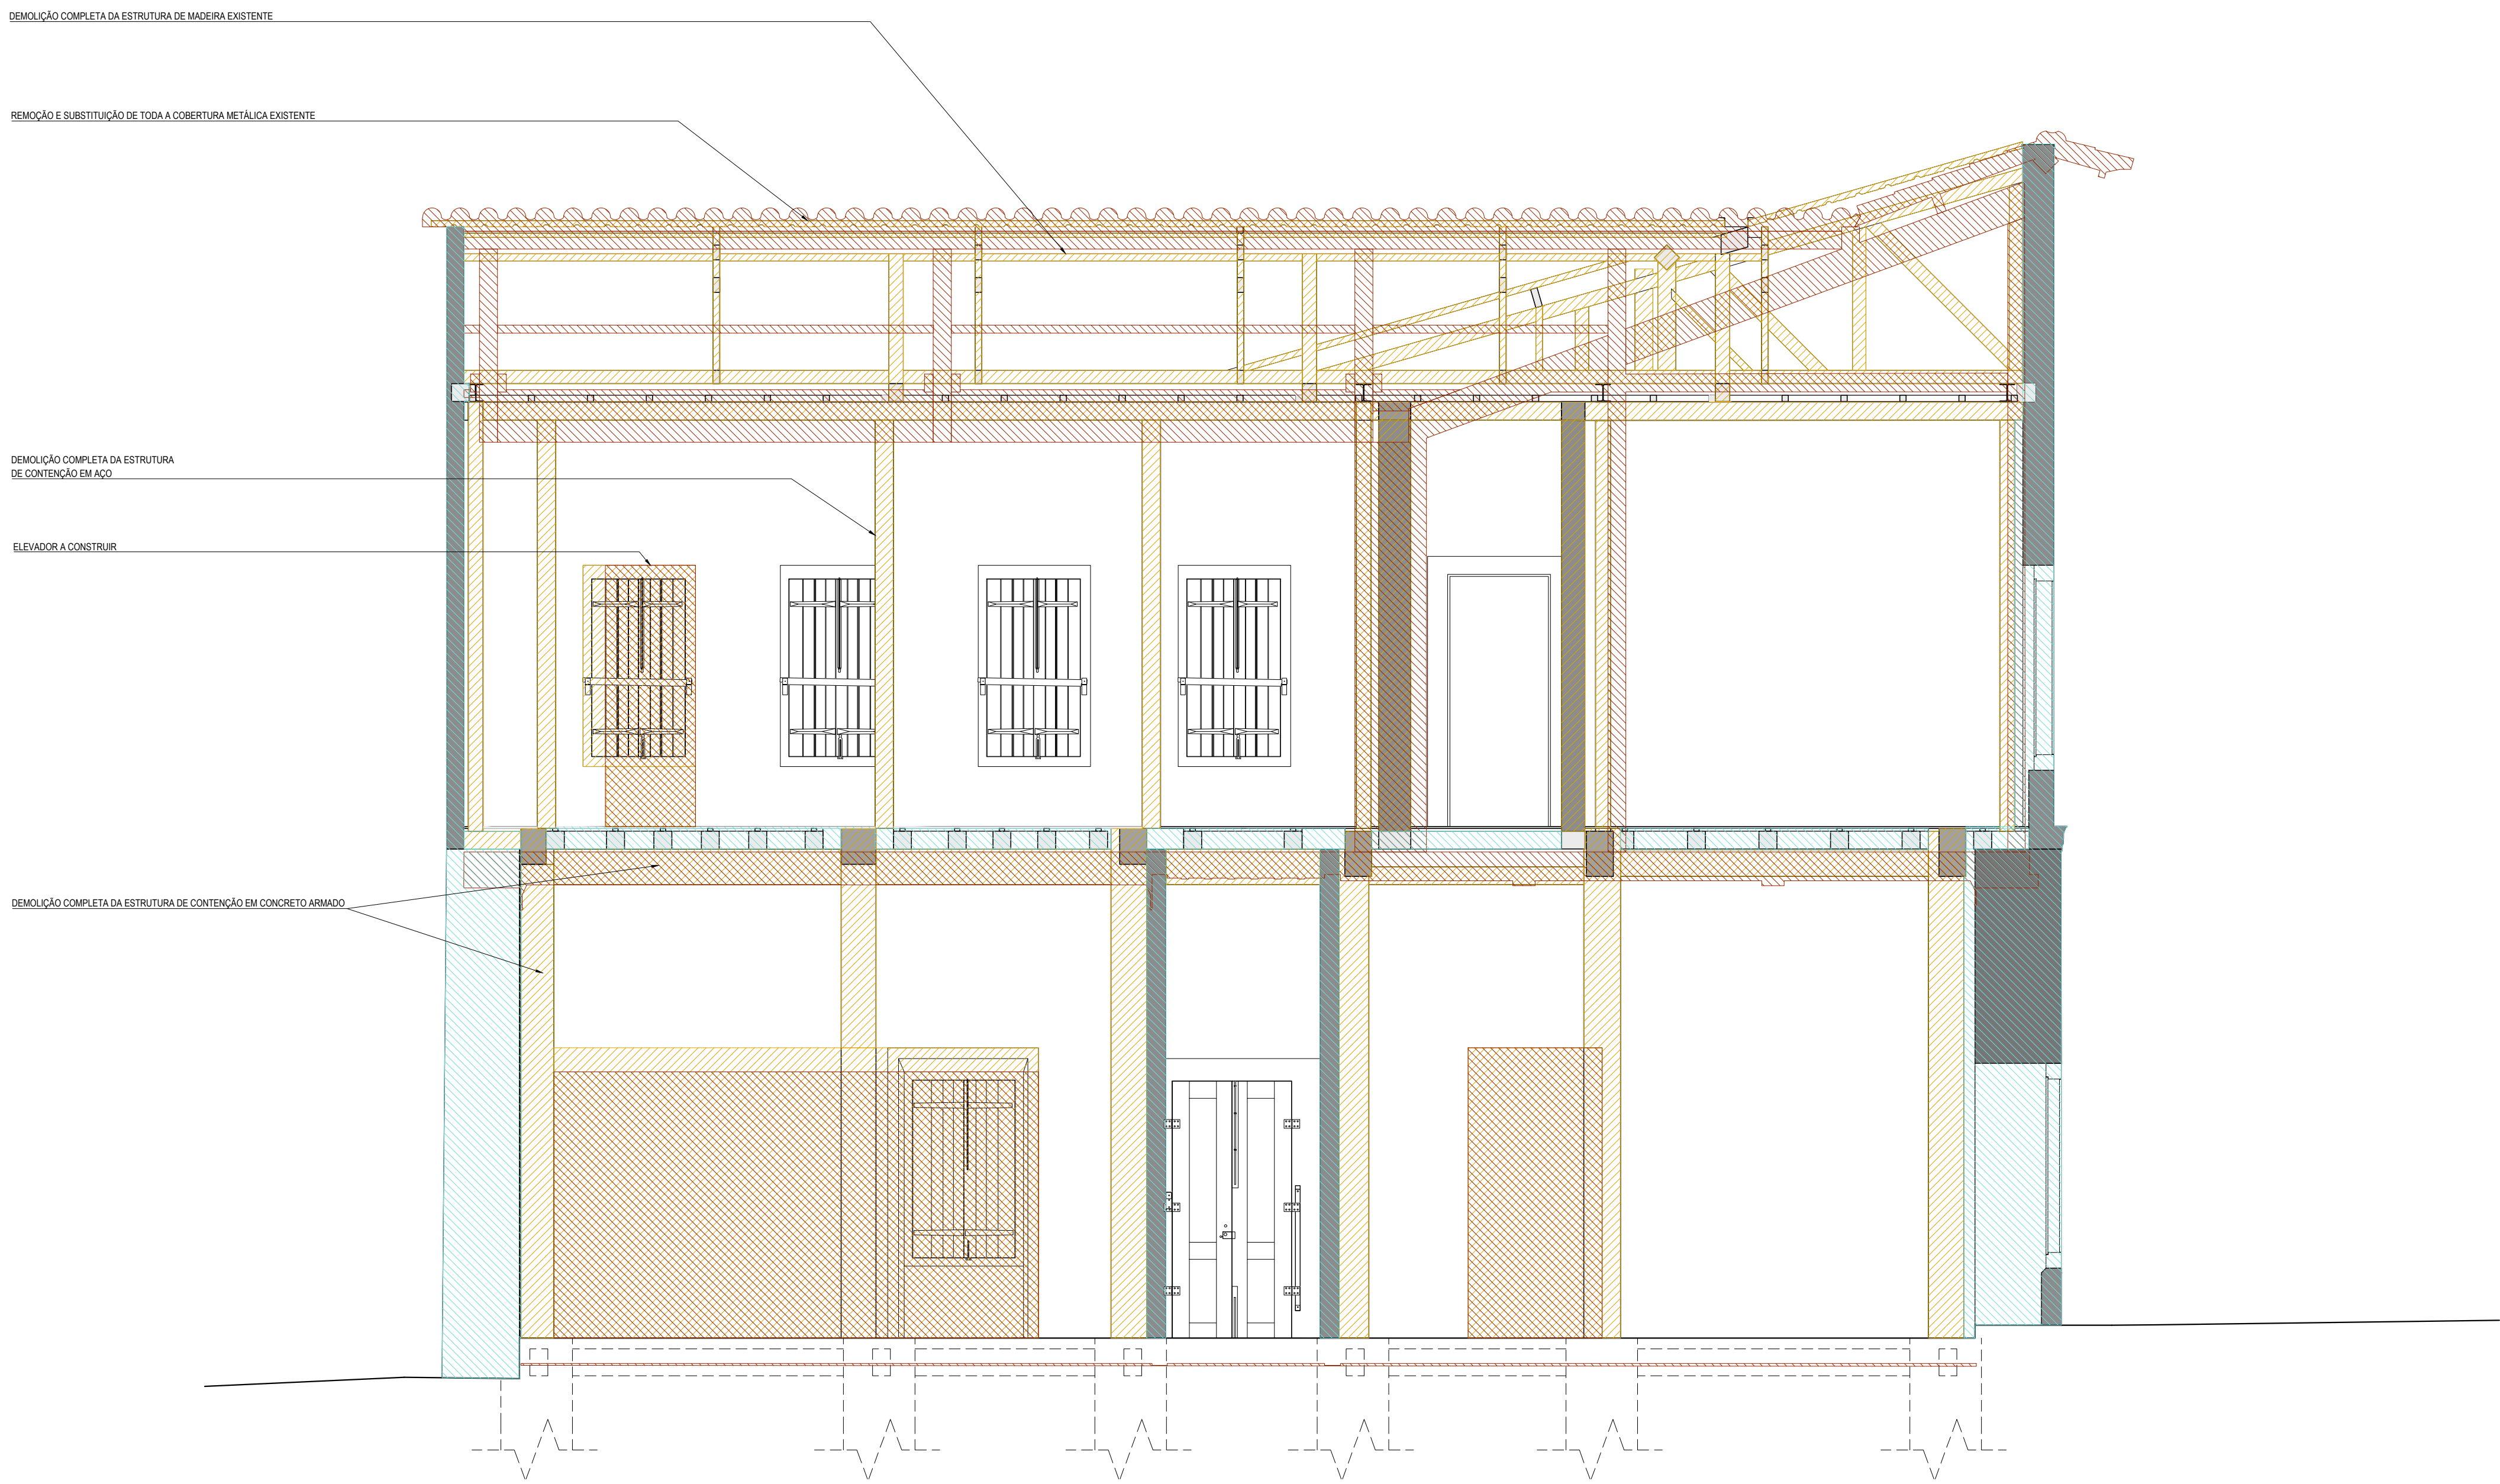 DEMOLIÇÃO COMPLETA DA ESTRUTURA DE MADEIRA EXISTENTE
REMOÇÃO E SUBSTITUIÇÃO DE TODA A COBERTURA METÁLICA EXISTENTE
DEMOLIÇÃO COMPLETA DA ESTRUTURA
DE CONTENÇÃO EM AÇO
ELEVADOR A CONSTRUIR
DEMOLIÇÃO COMPLETA DA ESTRUTURA DE CONTENÇÃO EM CONCRETO ARMADO